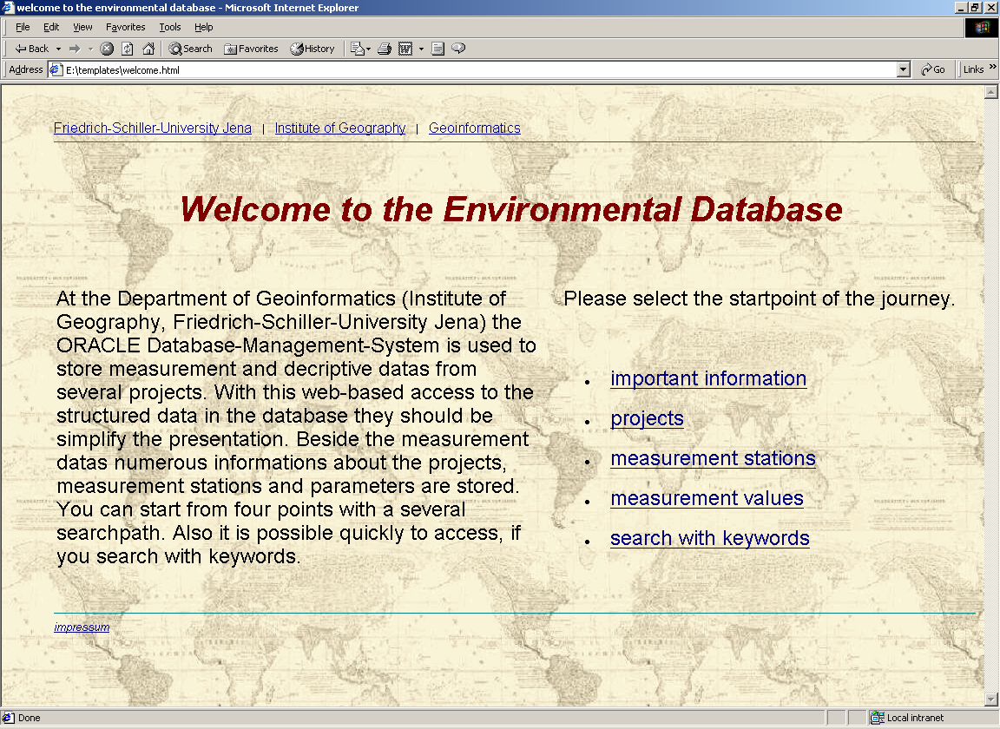 welcome to the environmental database - Microsoft Internet Explorer
File Edit View Favorites Tools Help
Back Search Favorites History
Address E:\templates\welcome.html Go Links »
Friedrich-Schiller-University Jena | Institute of Geography | Geoinformatics
Welcome to the Environmental Database
At the Department of Geoinformatics (Institute of
Geography, Friedrich-Schiller-University Jena) the
ORACLE Database-Management-System is used to
store measurement and decriptive datas from
several projects. With this web-based access to the
structured data in the database they should be
simplify the presentation. Beside the measurement
datas numerous informations about the projects,
measurement stations and parameters are stored.
You can start from four points with a several
searchpath. Also it is possible quickly to access, if
you search with keywords.
Please select the startpoint of the journey.
• important information
• projects
• measurement stations
• measurement values
• search with keywords
impressum
Done Local intranet